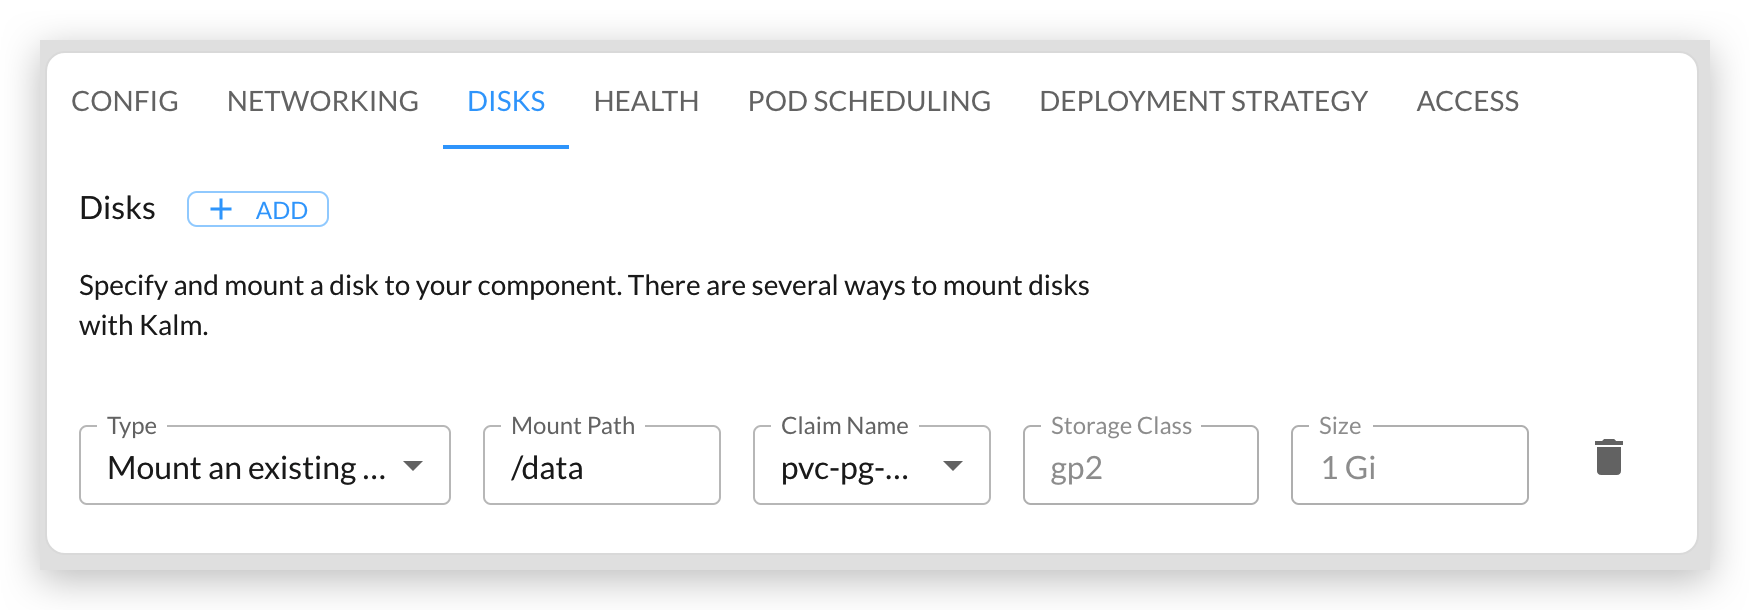 CONFIG NETWORKING DISKS HEALTH POD SCHEDULING DEPLOYMENT STRATEGY ACCESS
Disks + ADD
Specify and mount a disk to your component. There are several ways to mount disks
with Kalm.
Type Mount Path Claim Name Storage Class Size
Mount an existing ... /data pvc-pg-... gp2 1 Gi